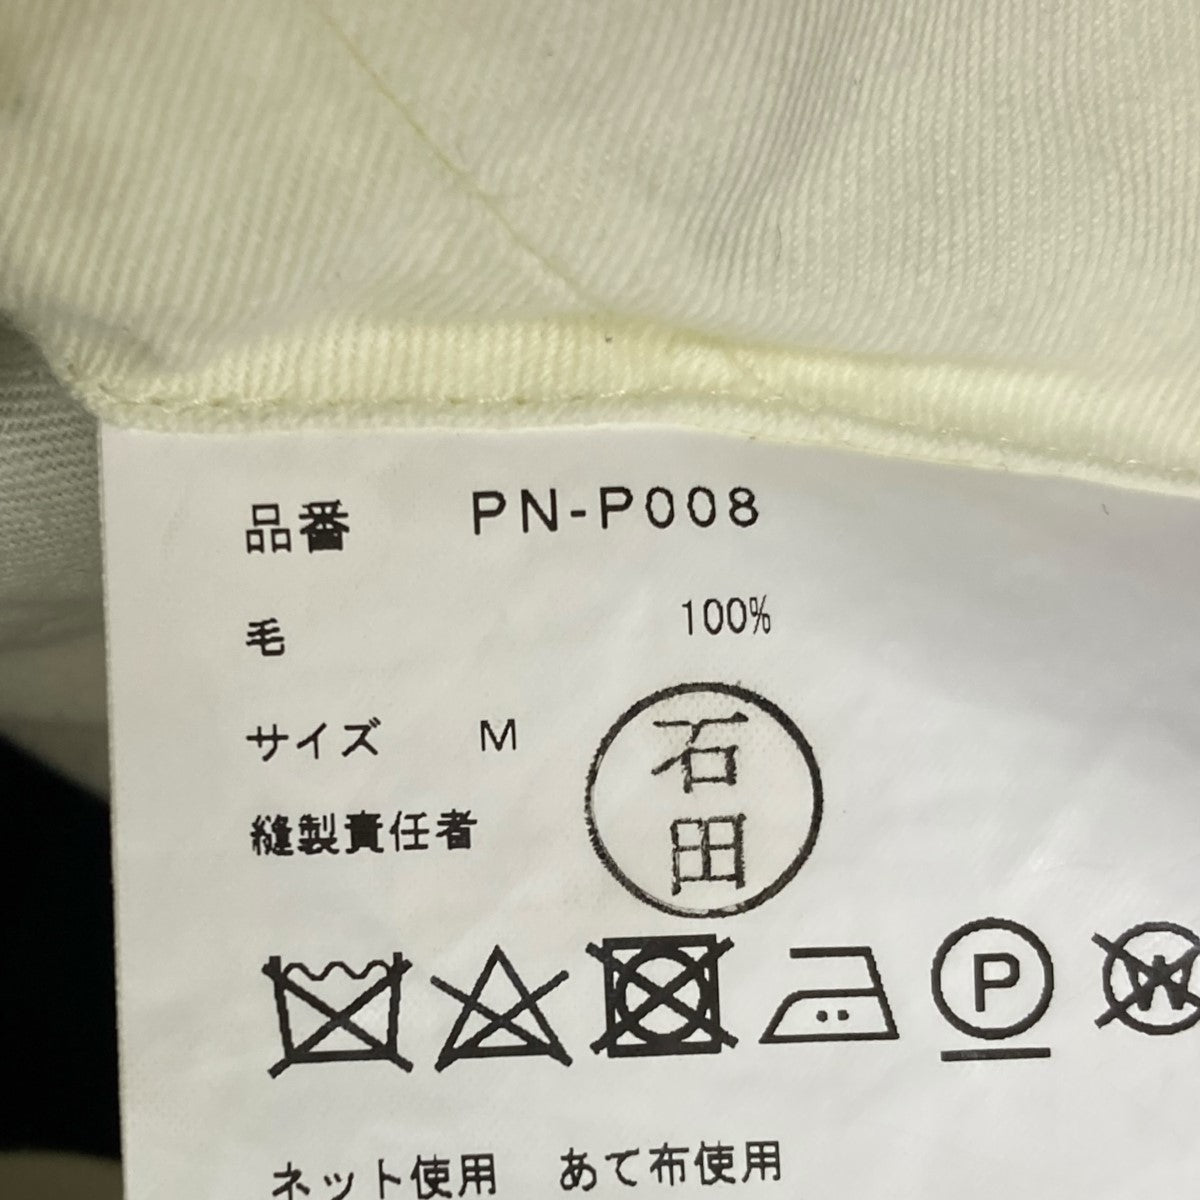 品番 PN-P008
毛 100%
サイズ M
縫製責任者 石田
P W
ネット使用 あて布使用